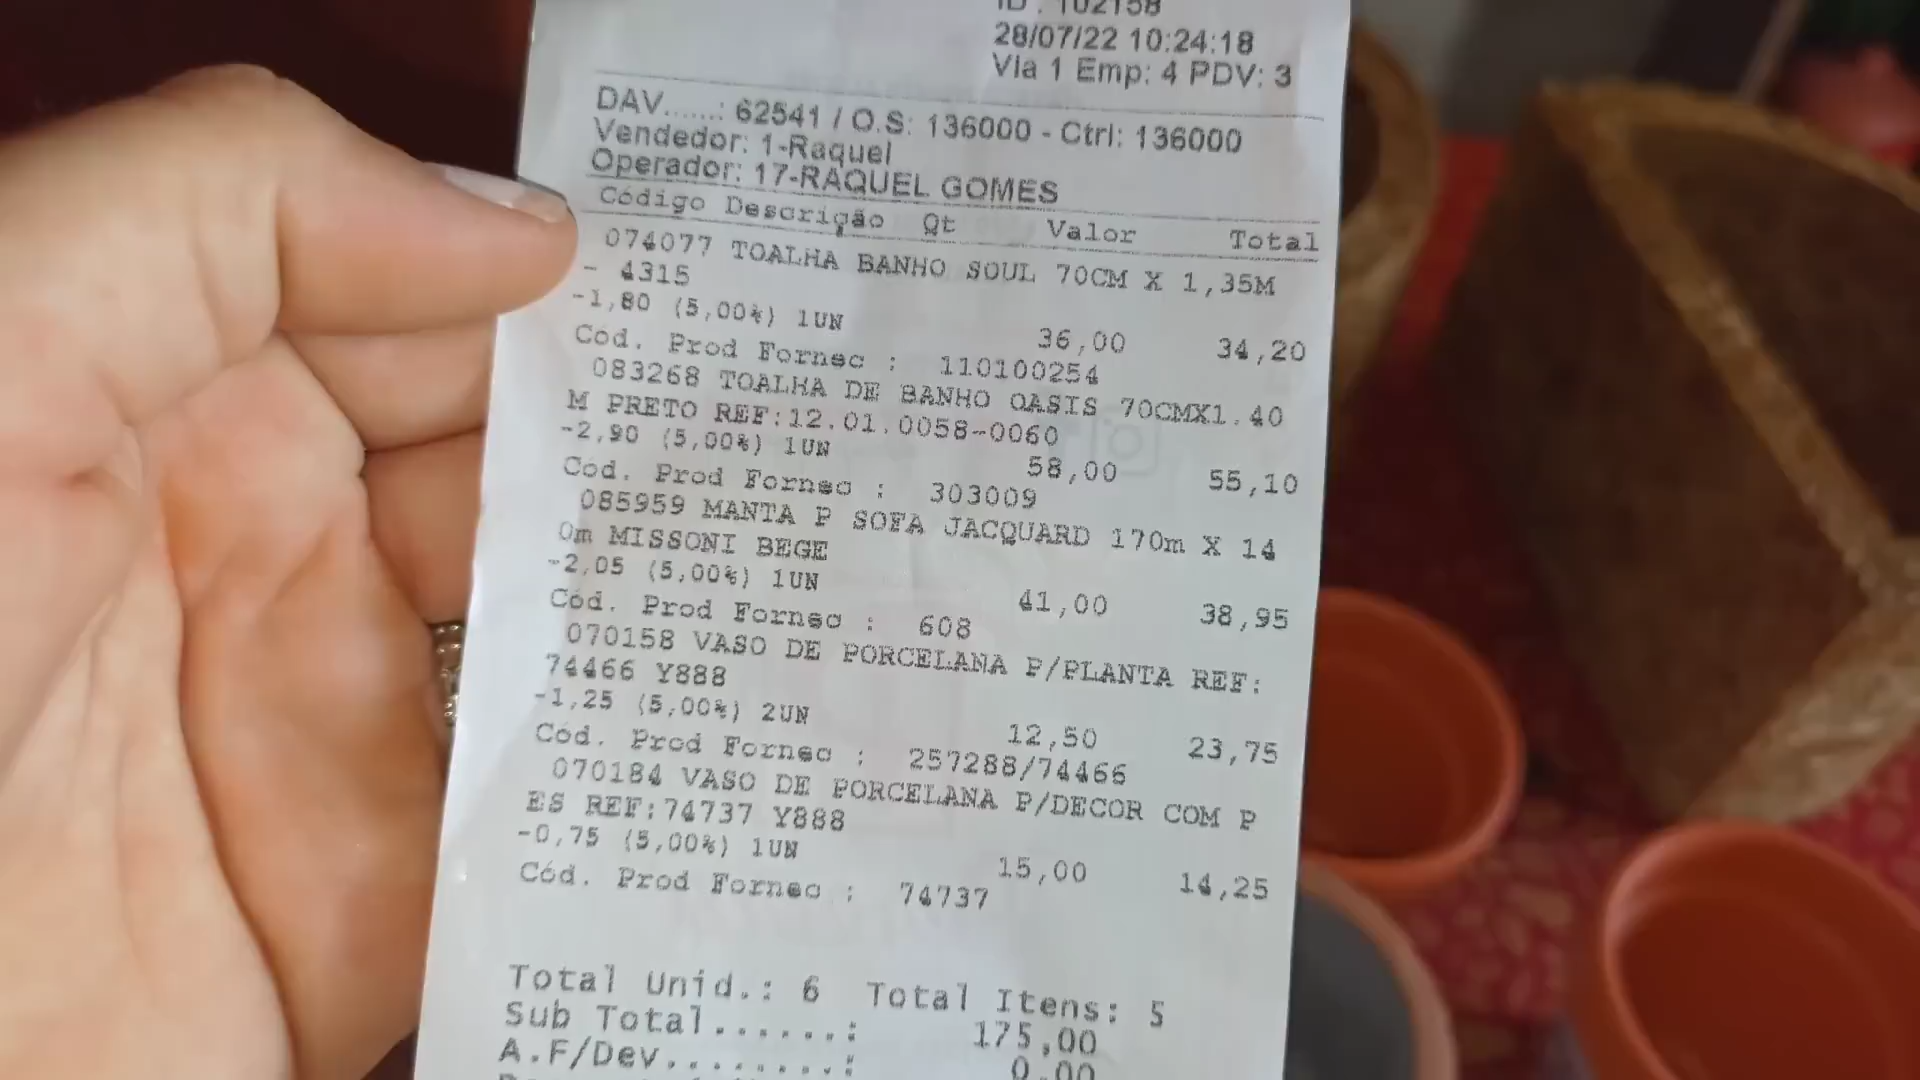 ID : 102158
28/07/22 10:24:18
Via 1 Emp: 4 PDV: 3
DAV......: 62541 / O.S: 136000 - Ctrl: 136000
Vendedor: 1-Raquel
Operador: 17-RAQUEL GOMES
Código Descrição Qt Valor Total
074077 TOALHA BANHO SOUL 70CM X 1,35M
- 4315
-1,80 (5,00%) 1UN 36,00 34,20
Cód. Prod Fornec : 110100254
083268 TOALHA DE BANHO OASIS 70CMX1.40
M PRETO REF:12.01.0058-0060
-2,90 (5,00%) 1UN 58,00 55,10
Cód. Prod Fornec : 303009
085959 MANTA P SOFA JACQUARD 170m X 14
0m MISSONI BEGE
-2,05 (5,00%) 1UN 41,00 38,95
Cód. Prod Fornec : 608
070158 VASO DE PORCELANA P/PLANTA REF:
74466 Y888
-1,25 (5,00%) 2UN 12,50 23,75
Cód. Prod Fornec : 257288/74466
070184 VASO DE PORCELANA P/DECOR COM P
ES REF:74737 Y888
-0,75 (5,00%) 1UN 15,00 14,25
Cód. Prod Fornec : 74737
Total Unid.: 6 Total Itens: 5
Sub Total......: 175,00
A.F/Dev........: 0,00